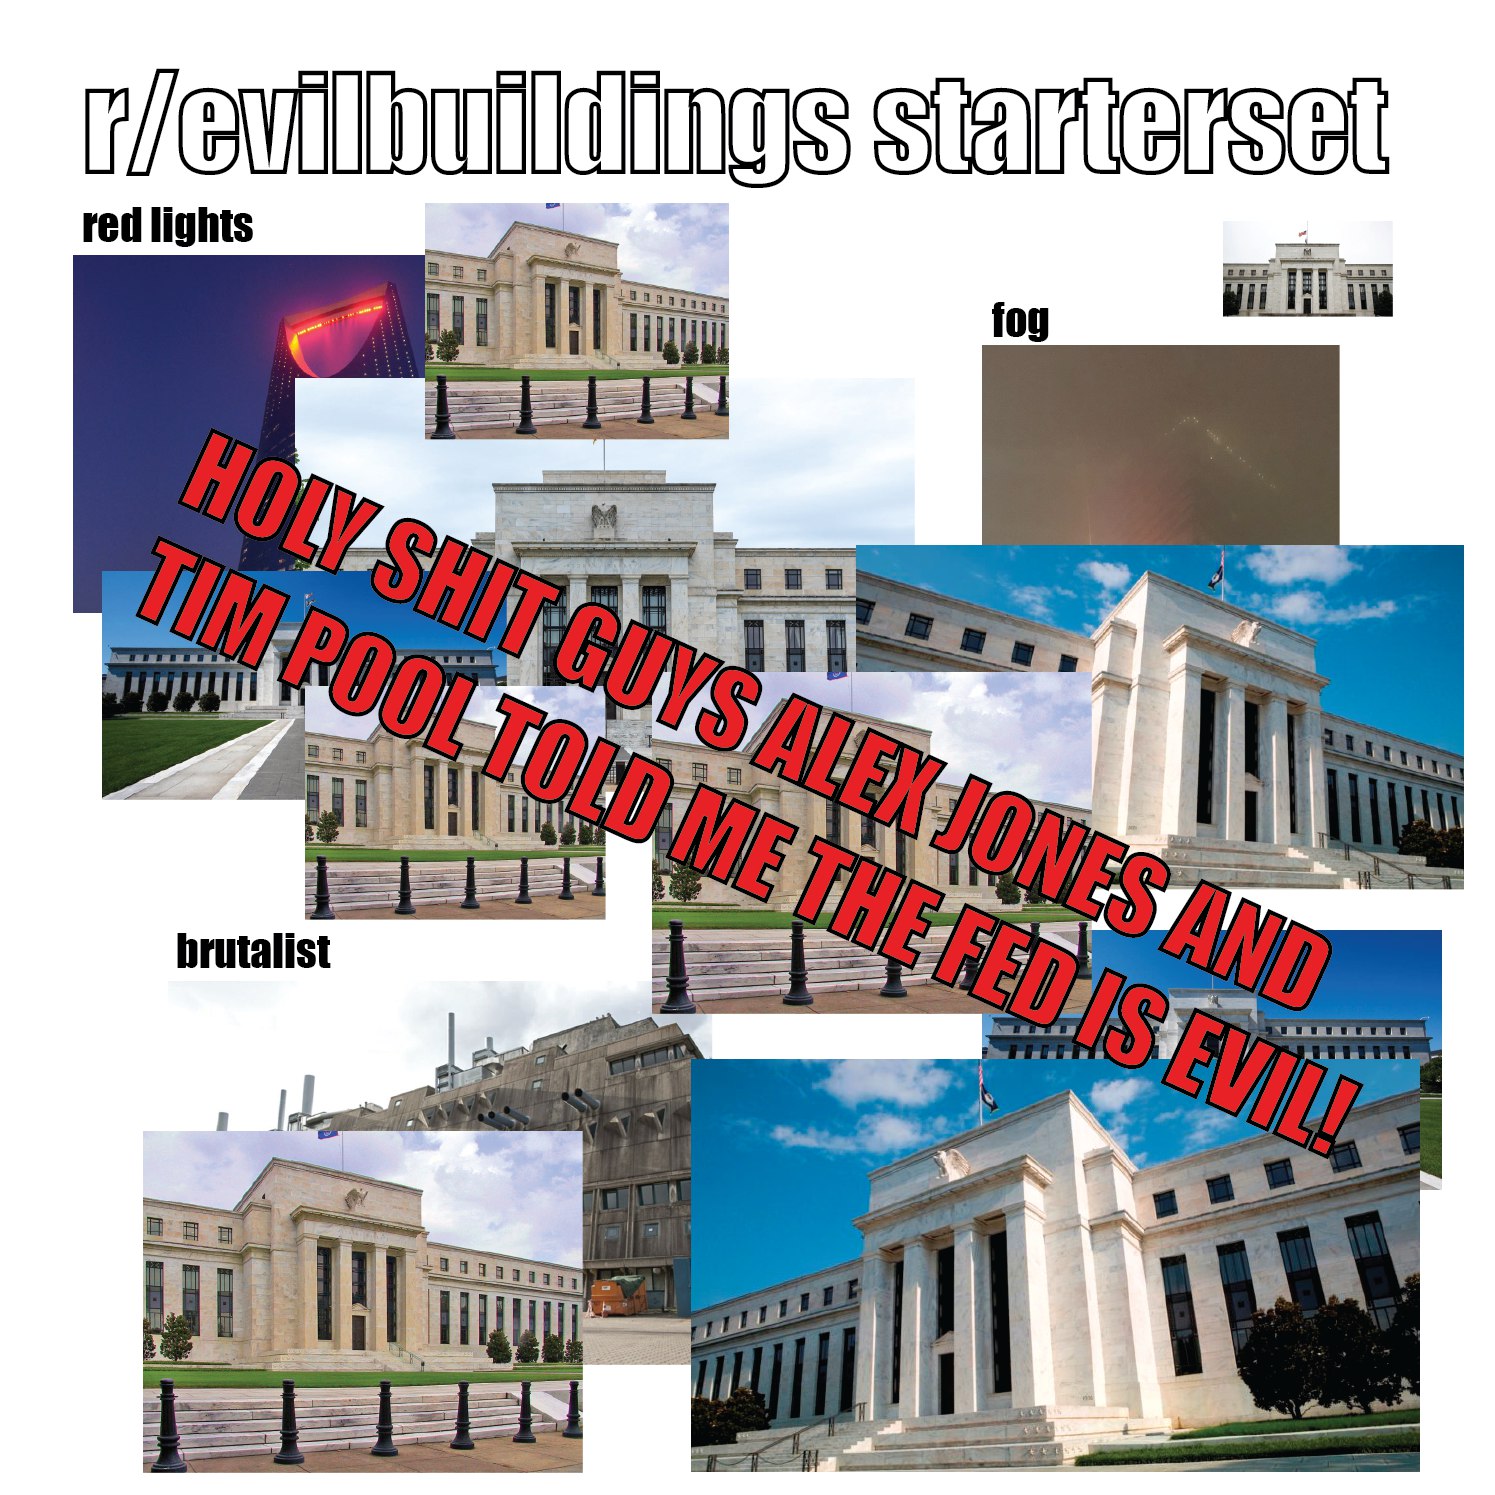 r/evilbuildings starterset
red lights
fog
HOLY SHIT GUYS ALEX JONES AND
TIM POOL TOLD ME THE FED IS EVIL!
brutalist